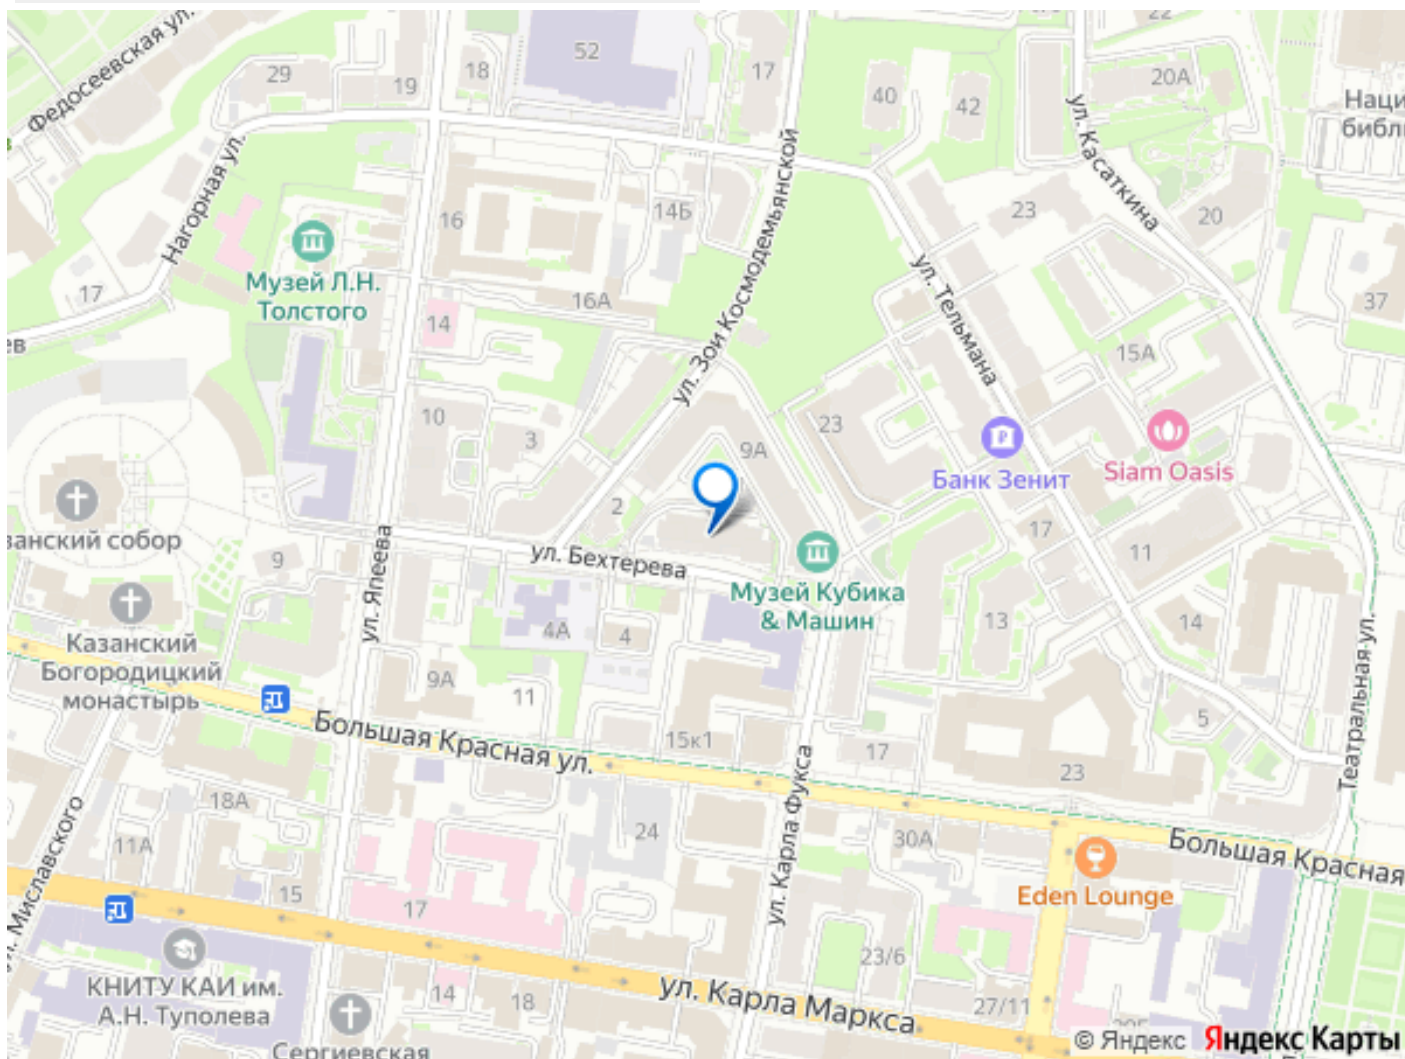 Федосеевская ул.
29
19
18
52
17
40
42
22
20А
Наци
библ
ул. Касаткина
Нагорная ул.
16
14Б
23
20
17
Музей Л.Н.
Толстого
16А
14
ул. Зои Космодемьянской
ул. Тельмана
37
15А
ев
10
3
9А
23
Банк Зенит
Siam Oasis
2
17
11
занский собор
9
ул. Япеева
ул. Бехтерева
Музей Кубика
& Машин
4А
4
13
14
Казанский
Богородицкий
монастырь
9А
11
5
Театральная ул.
Большая Красная ул.
15к1
17
23
ул. Карла Фукса
18А
11А
24
30А
Большая Красная
Eden Lounge
15
17
ул. Миславского
КНИТУ КАИ им.
А.Н. Туполева
14
18
23/6
27/11
ул. Карла Маркса
Сергиевская
© Яндекс Яндекс Карты